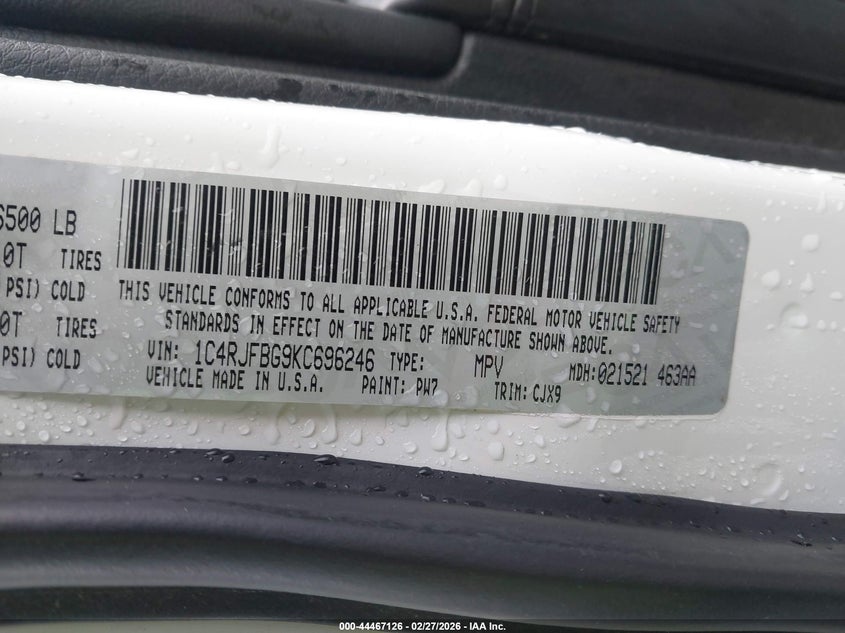 6500 LB
0T TIRES
PSI) COLD
0T TIRES
PSI) COLD
THIS VEHICLE CONFORMS TO ALL APPLICABLE U.S.A. FEDERAL MOTOR VEHICLE SAFETY
STANDARDS IN EFFECT ON THE DATE OF MANUFACTURE SHOWN ABOVE.
VIN: 1C4RJFBG9KC696246 TYPE: MPV MDH:021521 463AA
VEHICLE MADE IN U.S.A. PAINT: PW7 TRIM: CJX9
000-44467126 - 02/27/2026 - IAA Inc.